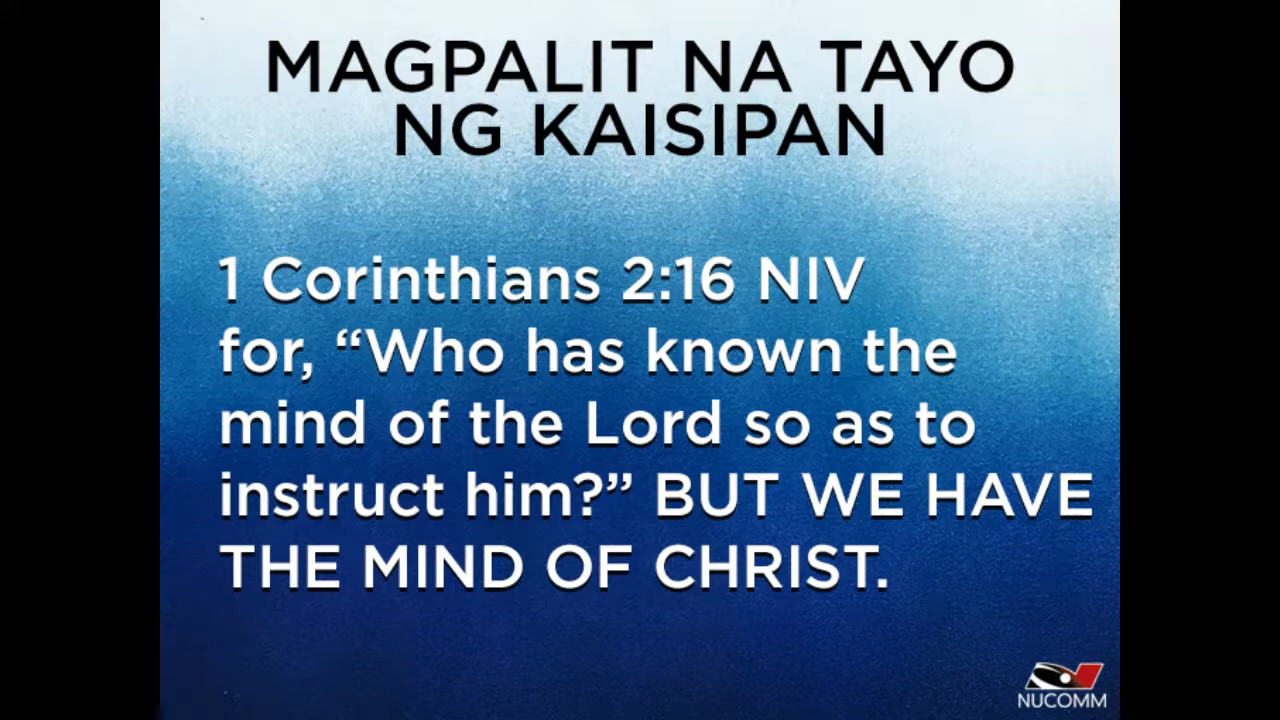 MAGPALIT NA TAYO
NG KAISIPAN
1 Corinthians 2:16 NIV
for, “Who has known the
mind of the Lord so as to
instruct him?” BUT WE HAVE
THE MIND OF CHRIST.
NUCOMM